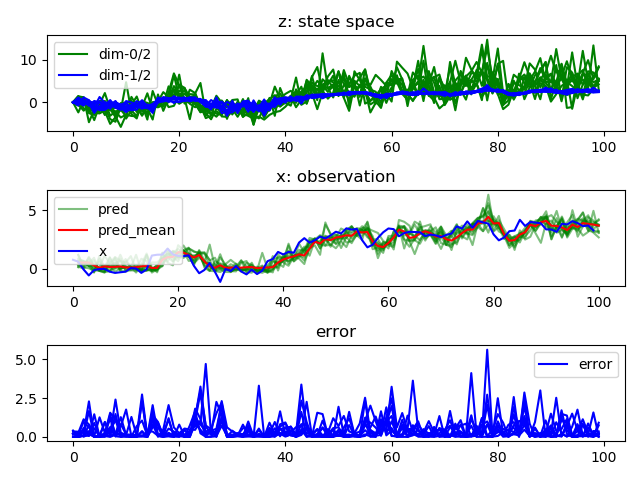 z: state space
10
0
dim-0/2
dim-1/2
0 20 40 60 80 100
x: observation
5
0
pred
pred_mean
x
0 20 40 60 80 100
error
5.0
2.5
0.0
error
0 20 40 60 80 100